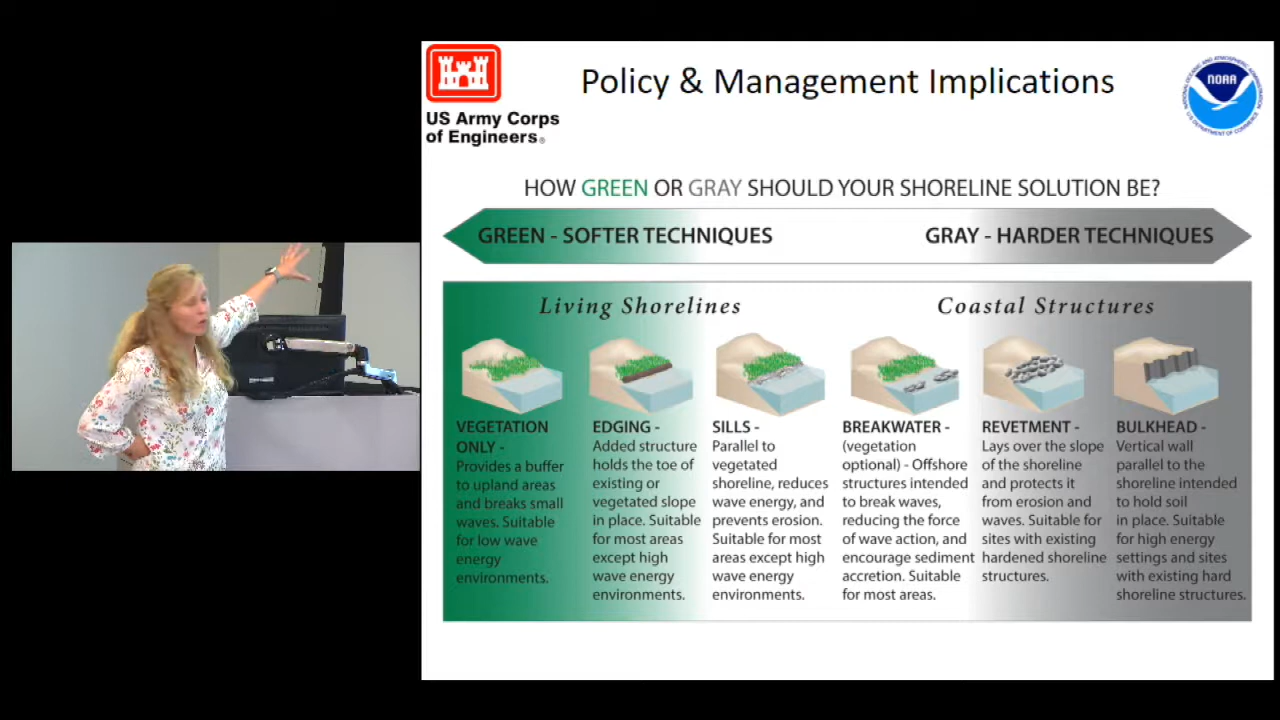 Policy & Management Implications
US Army Corps
of Engineers®
NOAA
NATIONAL OCEANIC AND ATMOSPHERIC ADMINISTRATION
U.S. DEPARTMENT OF COMMERCE
HOW GREEN OR GRAY SHOULD YOUR SHORELINE SOLUTION BE?
GREEN - SOFTER TECHNIQUES
GRAY - HARDER TECHNIQUES
Living Shorelines
Coastal Structures
VEGETATION
ONLY -
Provides a buffer
to upland areas
and breaks small
waves. Suitable
for low wave
energy
environments.
EDGING -
Added structure
holds the toe of
existing or
vegetated slope
in place. Suitable
for most areas
except high
wave energy
environments.
SILLS -
Parallel to
vegetated
shoreline, reduces
wave energy, and
prevents erosion.
Suitable for most
areas except high
wave energy
environments.
BREAKWATER -
(vegetation
optional) - Offshore
structures intended
to break waves,
reducing the force
of wave action, and
encourage sediment
accretion. Suitable
for most areas.
REVETMENT -
Lays over the slope
of the shoreline
and protects it
from erosion and
waves. Suitable for
sites with existing
hardened shoreline
structures.
BULKHEAD -
Vertical wall
parallel to the
shoreline intended
to hold soil
in place. Suitable
for high energy
settings and sites
with existing hard
shoreline structures.